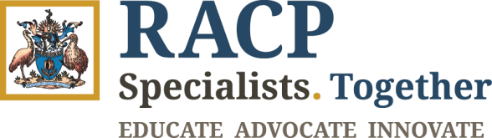 RACP
Specialists. Together
EDUCATE ADVOCATE INNOVATE